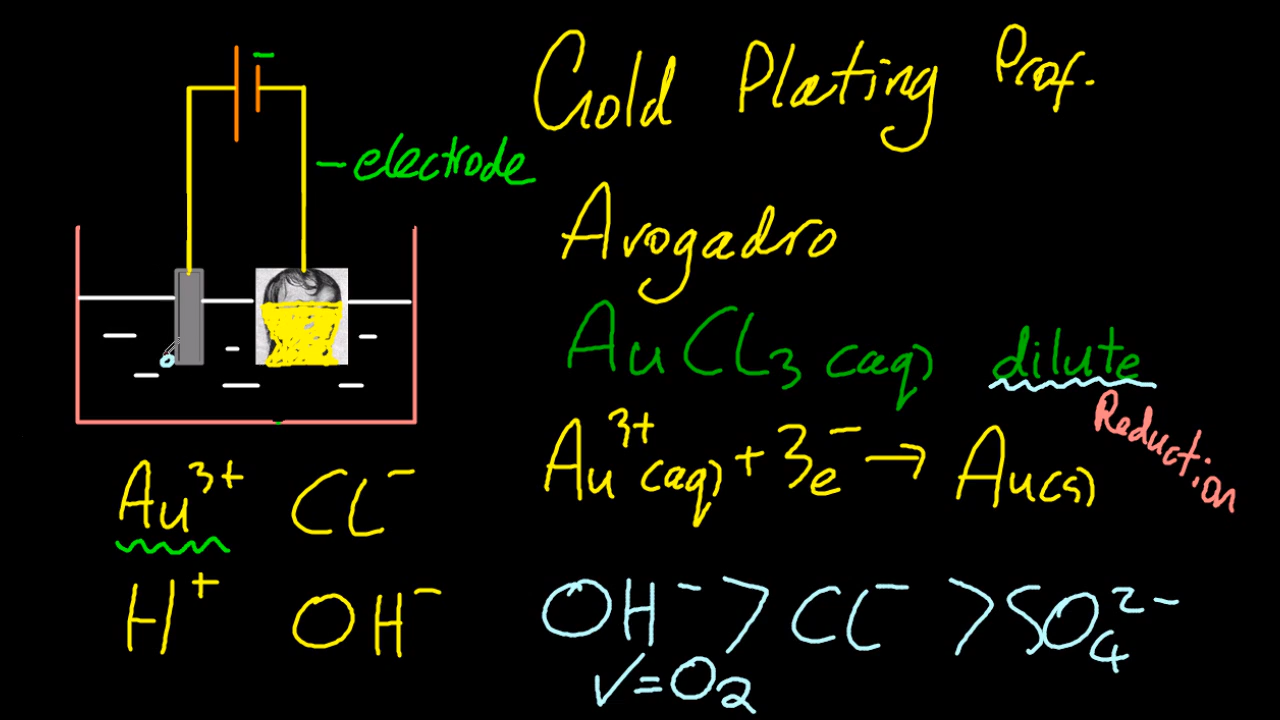 Gold Plating Prof.
− electrode
Avogadro
AuCl₃ (aq) dilute
Reduction
Au³⁺(aq) + 3e⁻ → Au(s)
Au³⁺ Cl⁻
H⁺ OH⁻
OH⁻ > Cl⁻ > SO₄²⁻
✓ = O₂